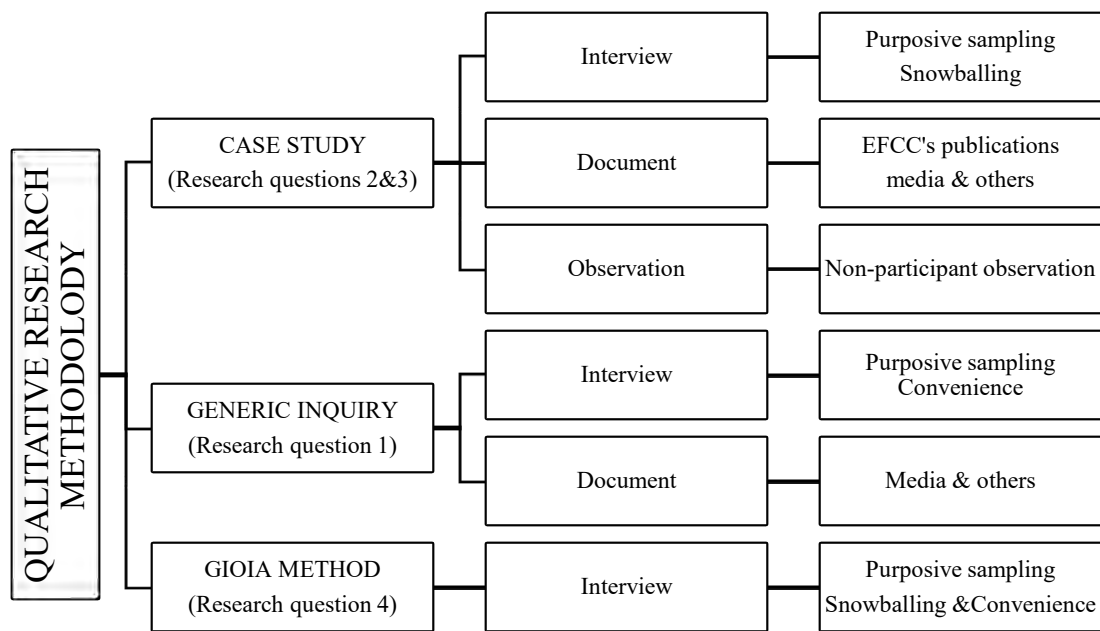 QUALITATIVE RESEARCH
METHODOLODY
CASE STUDY
(Research questions 2&3)
Interview
Purposive sampling
Snowballing
Document
EFCC's publications
media & others
Observation
Non-participant observation
GENERIC INQUIRY
(Research question 1)
Interview
Purposive sampling
Convenience
Document
Media & others
GIOIA METHOD
(Research question 4)
Interview
Purposive sampling
Snowballing &Convenience